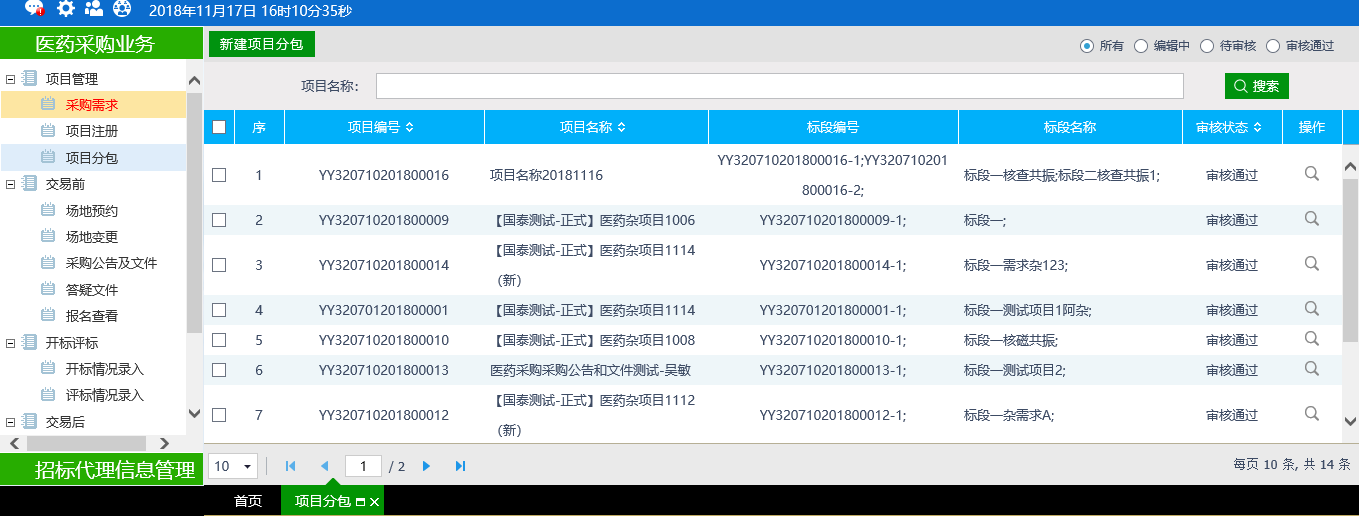 2018年11月17日 16时10分35秒
医药采购业务
新建项目分包
所有 编辑中 待审核 审核通过
项目管理
采购需求
项目注册
项目分包
交易前
场地预约
场地变更
采购公告及文件
答疑文件
报名查看
开标评标
开标情况录入
评标情况录入
交易后
招标代理信息管理
项目名称：
搜索
序 项目编号 项目名称 标段编号 标段名称 审核状态 操作
1 YY320710201800016 项目名称20181116 YY320710201800016-1;YY320710201
800016-2; 标段一核查共振;标段二核查共振1; 审核通过
2 YY320710201800009 【国泰测试-正式】医药杂项目1006 YY320710201800009-1; 标段一; 审核通过
3 YY320710201800014 【国泰测试-正式】医药杂项目1114
（新） YY320710201800014-1; 标段一需求杂123; 审核通过
4 YY320701201800001 【国泰测试-正式】医药杂项目1114 YY320701201800001-1; 标段一测试项目1阿杂; 审核通过
5 YY320710201800010 【国泰测试-正式】医药杂项目1008 YY320710201800010-1; 标段一核磁共振; 审核通过
6 YY320710201800013 医药采购采购公告和文件测试-吴敏 YY320710201800013-1; 标段一测试项目2; 审核通过
7 YY320710201800012 【国泰测试-正式】医药杂项目1112
（新） YY320710201800012-1; 标段一杂需求A; 审核通过
10 1 / 2 每页 10 条, 共 14 条
首页 项目分包